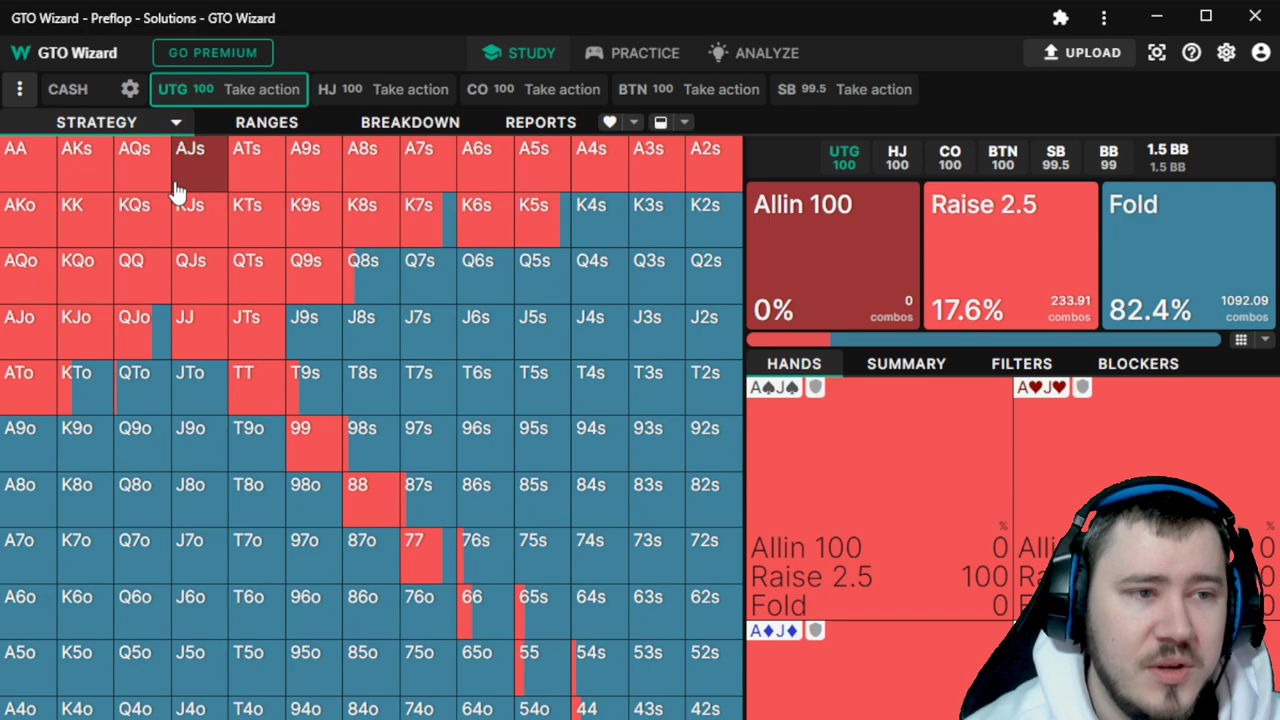 GTO Wizard - Preflop - Solutions - GTO Wizard
W GTO Wizard GO PREMIUM STUDY PRACTICE ANALYZE UPLOAD
CASH UTG 100 Take action HJ 100 Take action CO 100 Take action BTN 100 Take action SB 99.5 Take action
STRATEGY RANGES BREAKDOWN REPORTS
AA AKs AQs AJs ATs A9s A8s A7s A6s A5s A4s A3s A2s
AKo KK KQs KJs KTs K9s K8s K7s K6s K5s K4s K3s K2s
AQo KQo QQ QJs QTs Q9s Q8s Q7s Q6s Q5s Q4s Q3s Q2s
AJo KJo QJo JJ JTs J9s J8s J7s J6s J5s J4s J3s J2s
ATo KTo QTo JTo TT T9s T8s T7s T6s T5s T4s T3s T2s
A9o K9o Q9o J9o T9o 99 98s 97s 96s 95s 94s 93s 92s
A8o K8o Q8o J8o T8o 98o 88 87s 86s 85s 84s 83s 82s
A7o K7o Q7o J7o T7o 97o 87o 77 76s 75s 74s 73s 72s
A6o K6o Q6o J6o T6o 96o 86o 76o 66 65s 64s 63s 62s
A5o K5o Q5o J5o T5o 95o 85o 75o 65o 55 54s 53s 52s
A4o K4o Q4o J4o T4o 94o 84o 74o 64o 54o 44 43s 42s
UTG HJ CO BTN SB BB 1.5 BB
100 100 100 100 99.5 99 1.5 BB
Allin 100 Raise 2.5 Fold
0 233.91 1092.09
0% combos 17.6% combos 82.4% combos
HANDS SUMMARY FILTERS BLOCKERS
A♠J♠ A♥J♥
% %
Allin 100 0
Raise 2.5 100
Fold 0
0
0
A♦J♦